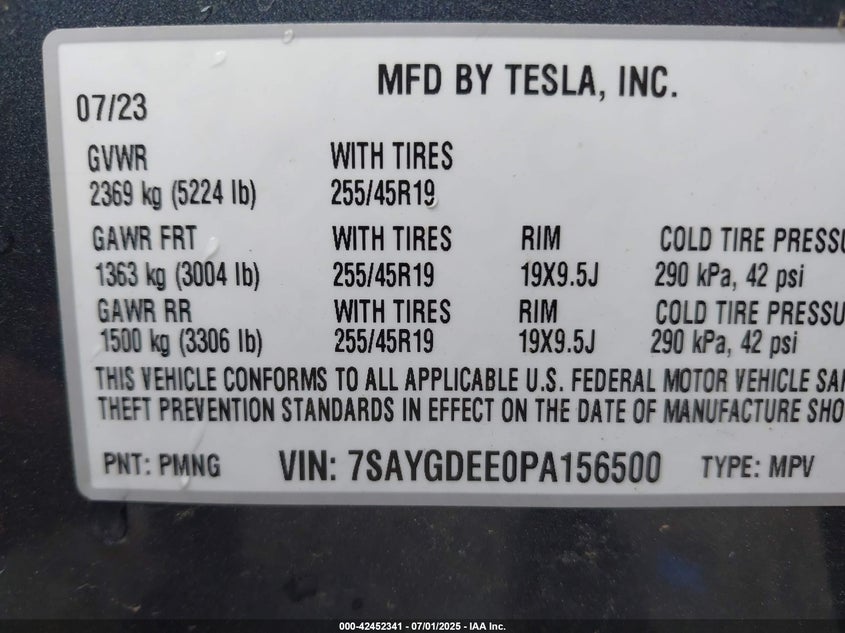 MFD BY TESLA, INC.
07/23
GVWR WITH TIRES
2369 kg (5224 lb) 255/45R19
GAWR FRT WITH TIRES RIM COLD TIRE PRESSU
1363 kg (3004 lb) 255/45R19 19X9.5J 290 kPa, 42 psi
GAWR RR WITH TIRES RIM COLD TIRE PRESSU
1500 kg (3306 lb) 255/45R19 19X9.5J 290 kPa, 42 psi
THIS VEHICLE CONFORMS TO ALL APPLICABLE U.S. FEDERAL MOTOR VEHICLE SAF
THEFT PREVENTION STANDARDS IN EFFECT ON THE DATE OF MANUFACTURE SHO
PNT: PMNG VIN: 7SAYGDEE0PA156500 TYPE: MPV
000-42452341 - 07/01/2025 - IAA Inc.